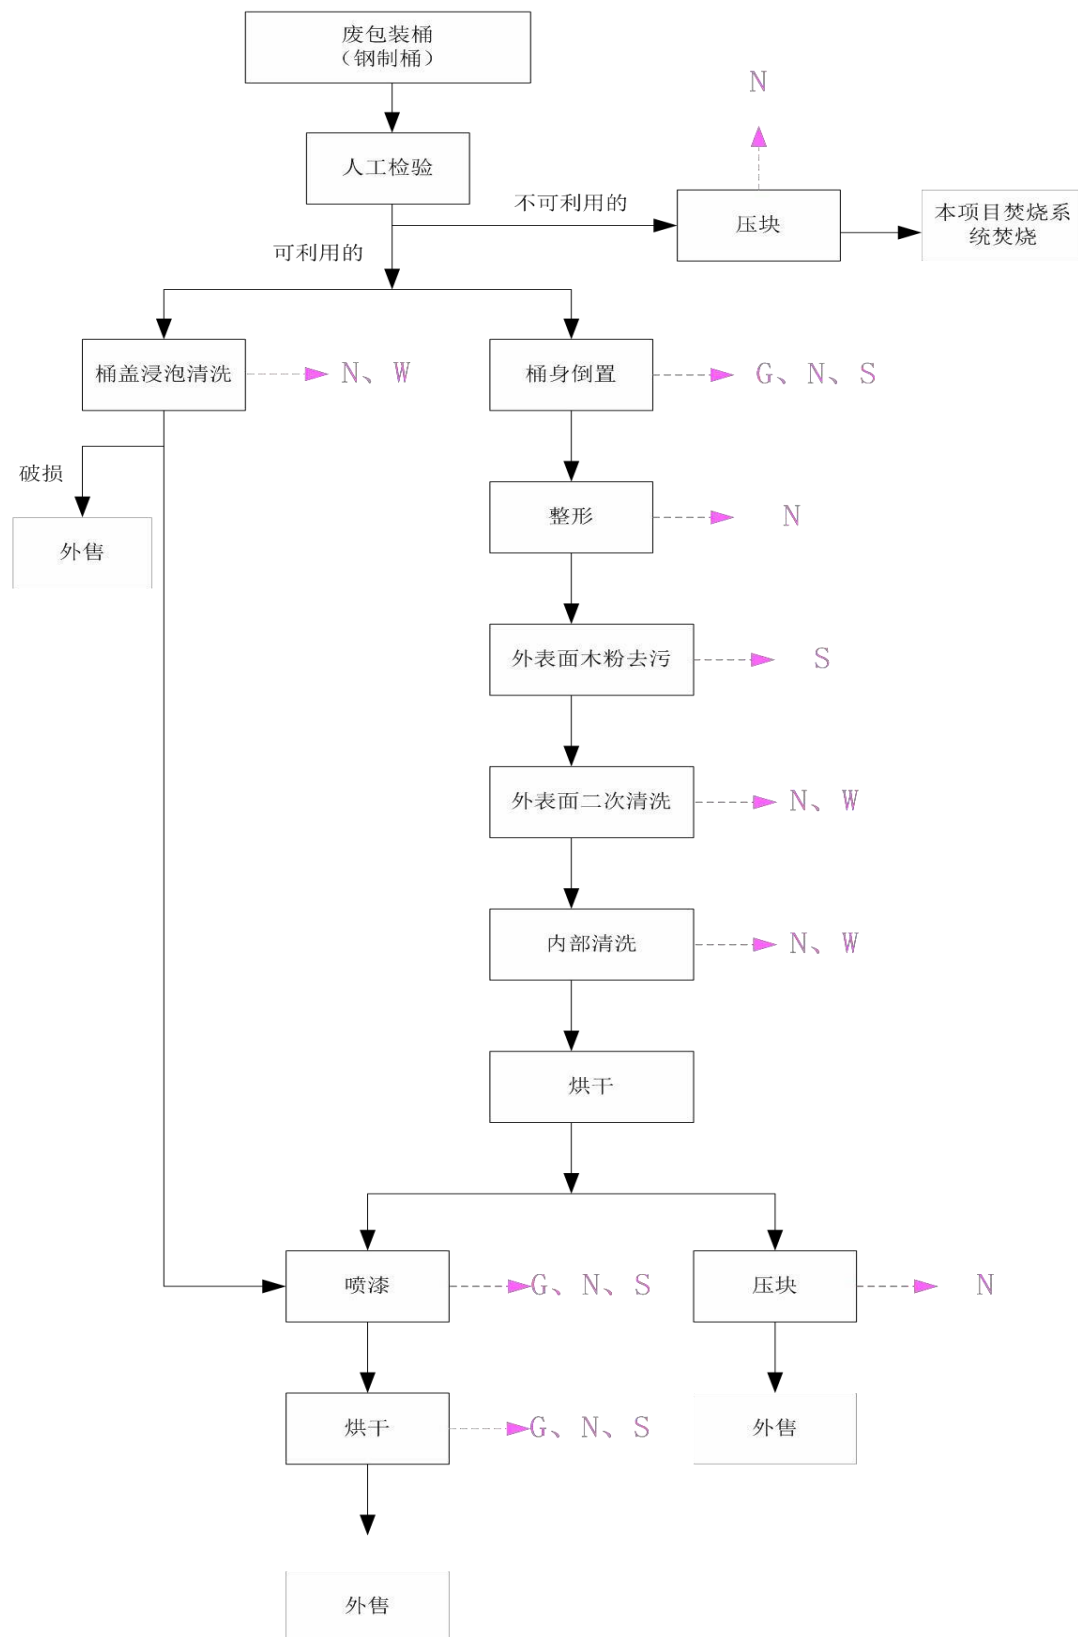 废包装桶
（钢制桶）
N
人工检验
不可利用的
压块
本项目焚烧系
统焚烧
可利用的
桶盖浸泡清洗
N、W
桶身倒置
G、N、S
破损
外售
整形
N
外表面木粉去污
S
外表面二次清洗
N、W
内部清洗
N、W
烘干
喷漆
G、N、S
压块
N
烘干
G、N、S
外售
外售